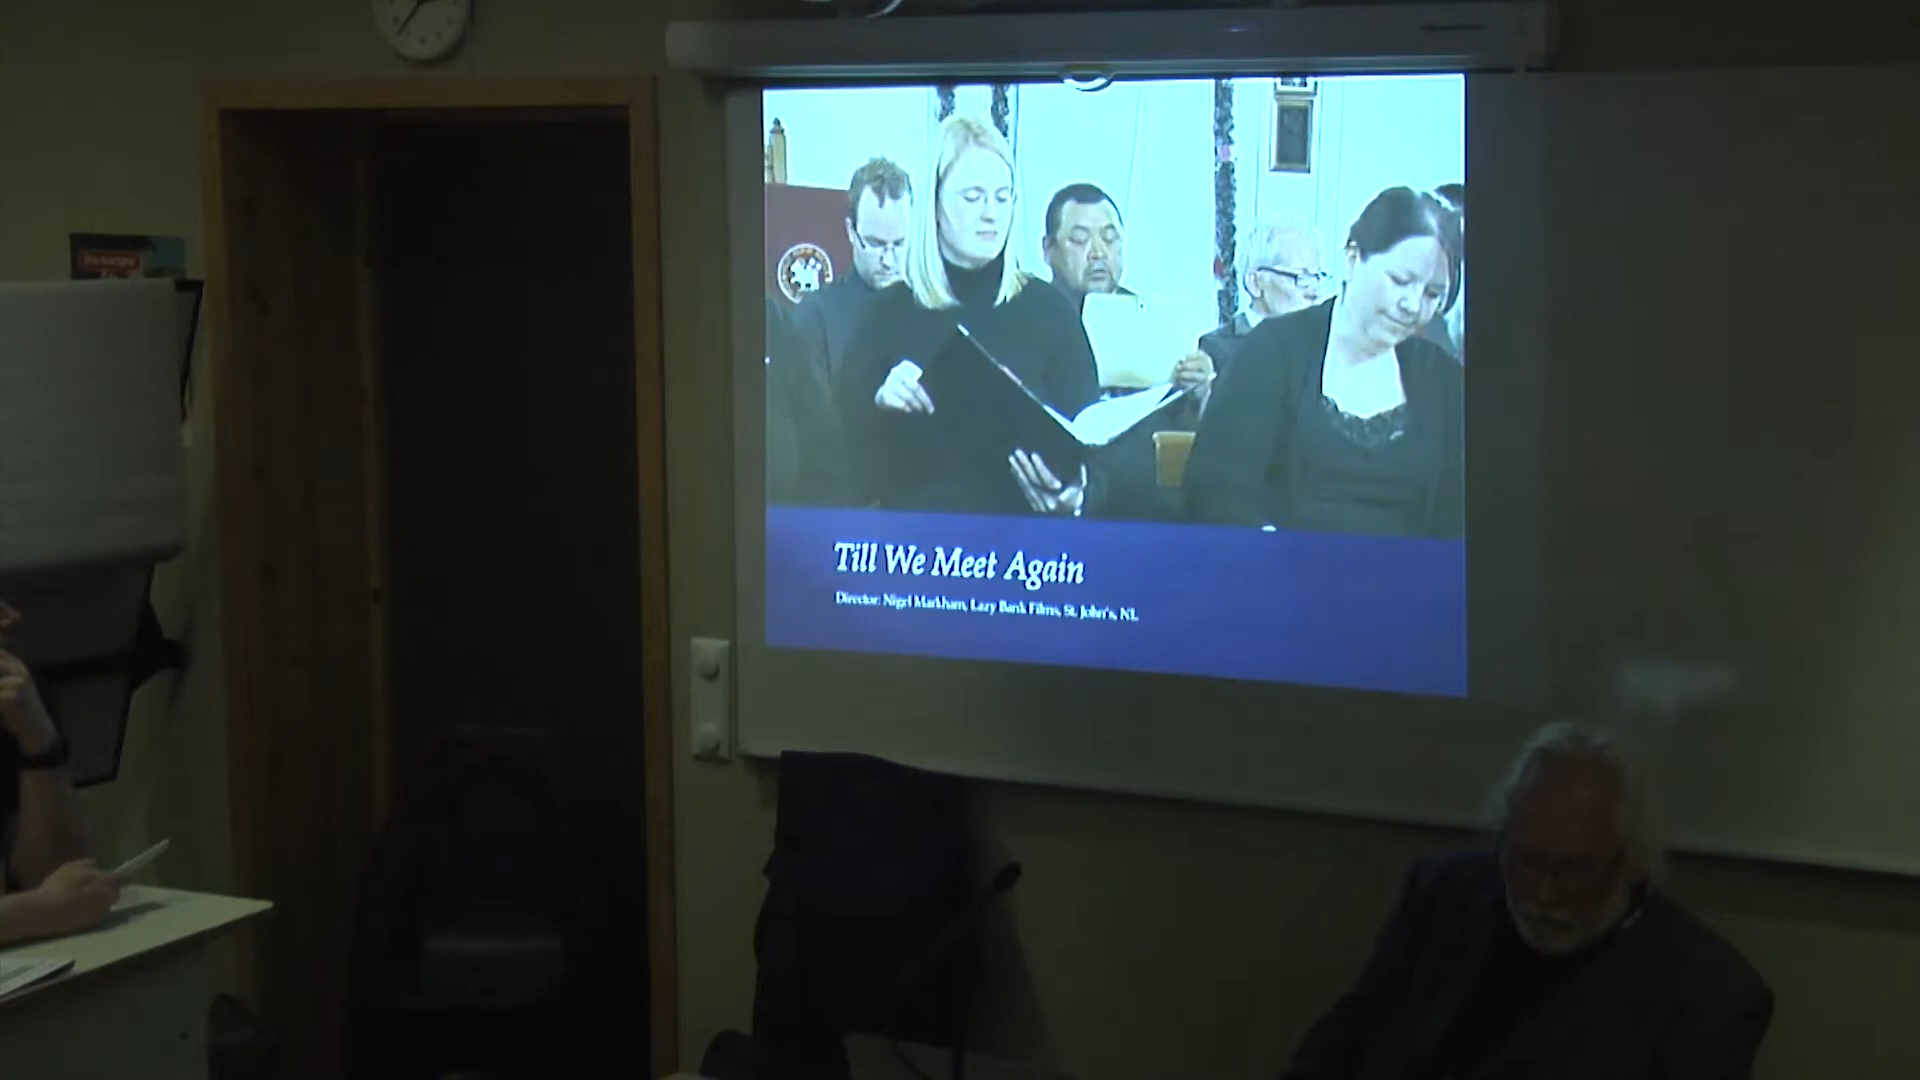 Till We Meet Again
Director: Nigel Markham, Lazy Bank Films, St. John's, NL